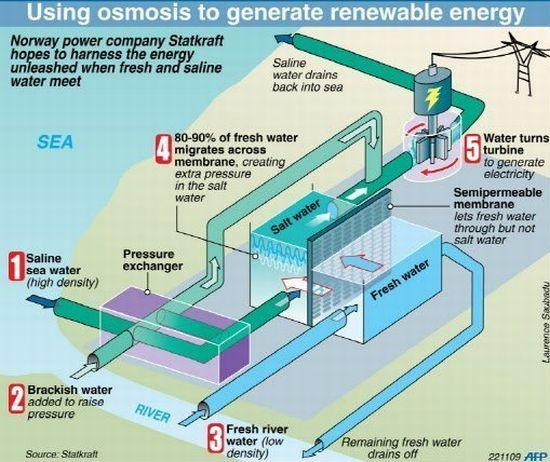 Using osmosis to generate renewable energy
Norway power company Statkraft
hopes to harness the energy
unleashed when fresh and saline
water meet
Saline
water drains
back into sea
SEA
4
80-90% of fresh water
migrates across
membrane, creating
extra pressure
in the salt
water
5
Water turns
turbine
to generate
electricity
Semipermeable
membrane
lets fresh water
through but not
salt water
Salt water
Fresh water
1
Saline
sea water
(high density)
Pressure
exchanger
2
Brackish water
added to raise
pressure
RIVER
3
Fresh river
water (low
density)
Remaining fresh water
drains off
Laurence Saubadu
Source: Statkraft
221109 AFP